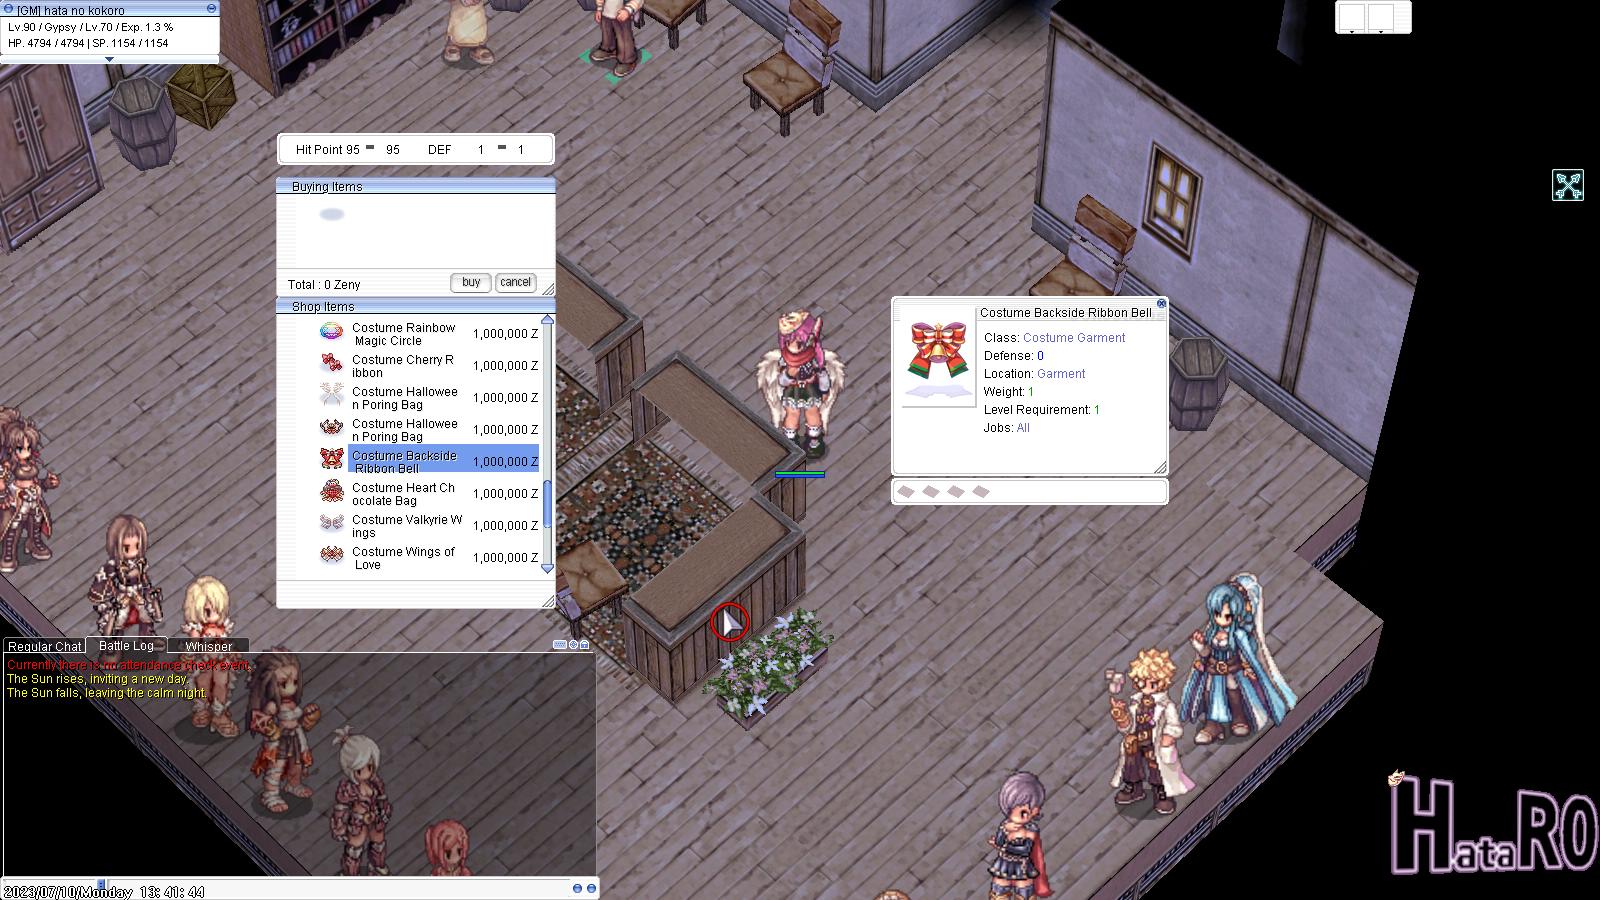 [GM] hata no kokoro
Lv.90 / Gypsy / Lv.70 / Exp. 1.3 %
HP. 4794 / 4794 | SP. 1154 / 1154
Hit Point 95 95 DEF 1 1
Buying Items
Total : 0 Zeny
buy cancel
Shop Items
Costume Rainbow
Magic Circle
1,000,000 Z
Costume Cherry R
ibbon
1,000,000 Z
Costume Hallowee
n Poring Bag
1,000,000 Z
Costume Hallowee
n Poring Bag
1,000,000 Z
Costume Backside
Ribbon Bell
1,000,000 Z
Costume Heart Ch
ocolate Bag
1,000,000 Z
Costume Valkyrie W
ings
1,000,000 Z
Costume Wings of
Love
1,000,000 Z
Costume Backside Ribbon Bell
Class: Costume Garment
Defense: 0
Location: Garment
Weight: 1
Level Requirement: 1
Jobs: All
Regular Chat Battle Log Whisper
Currently there is no attendance check event.
The Sun rises, inviting a new day.
The Sun falls, leaving the calm night.
2023/07/10/Monday 13:41:44
HataRO